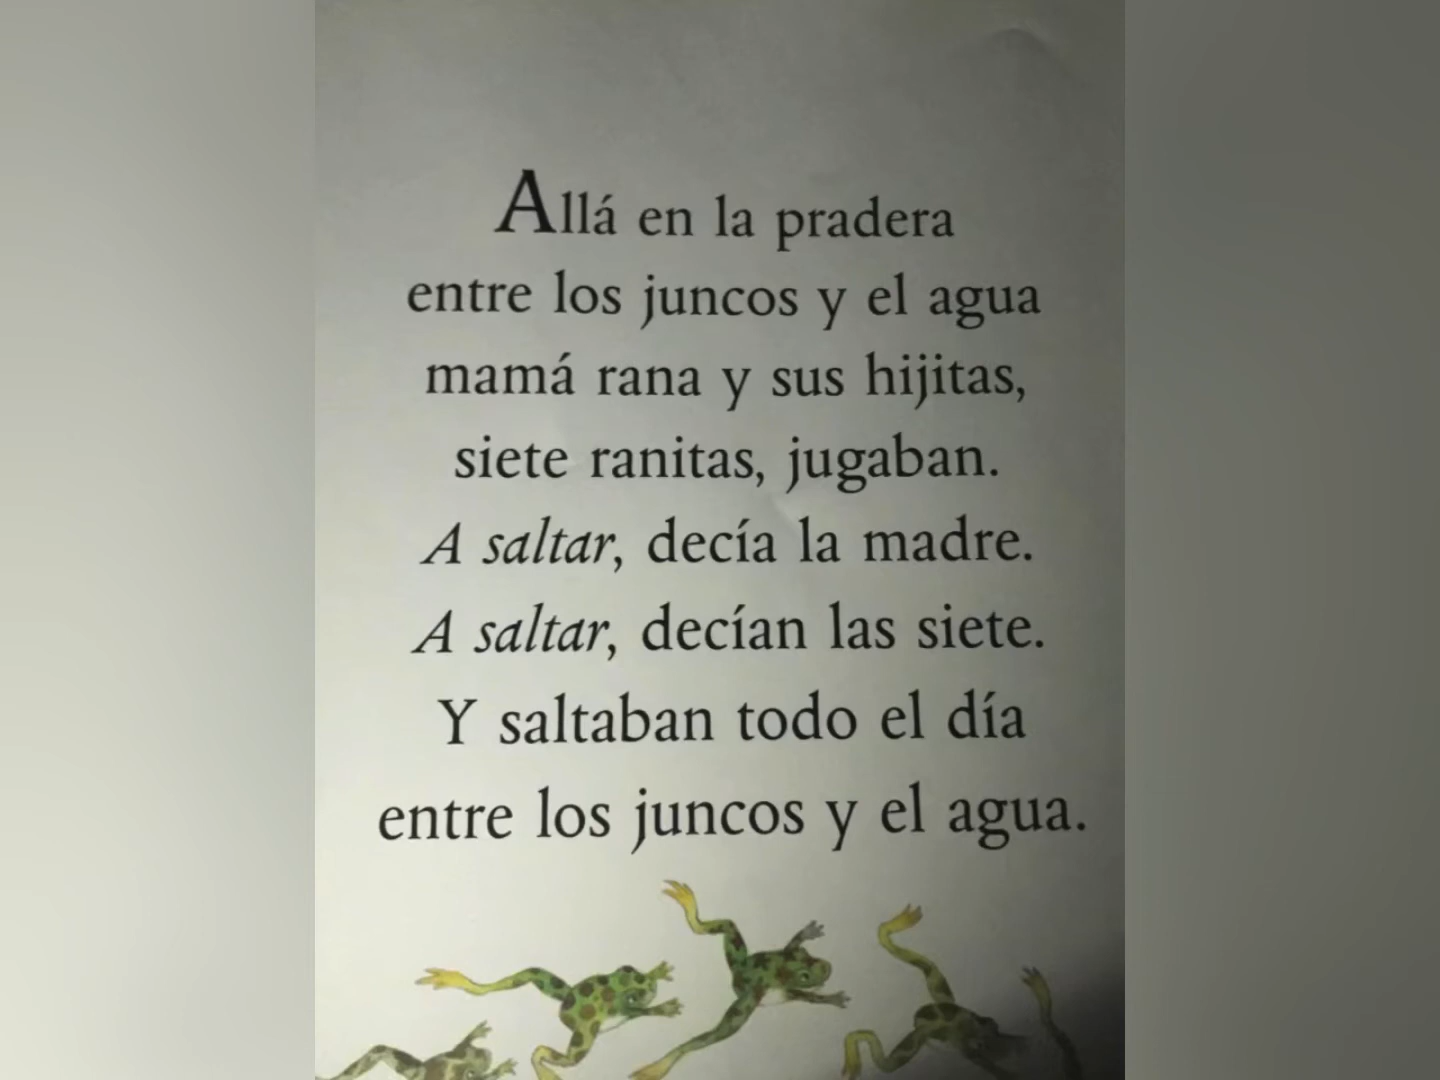 Allá en la pradera
entre los juncos y el agua
mamá rana y sus hijitas,
siete ranitas, jugaban.
A saltar, decía la madre.
A saltar, decían las siete.
Y saltaban todo el día
entre los juncos y el agua.